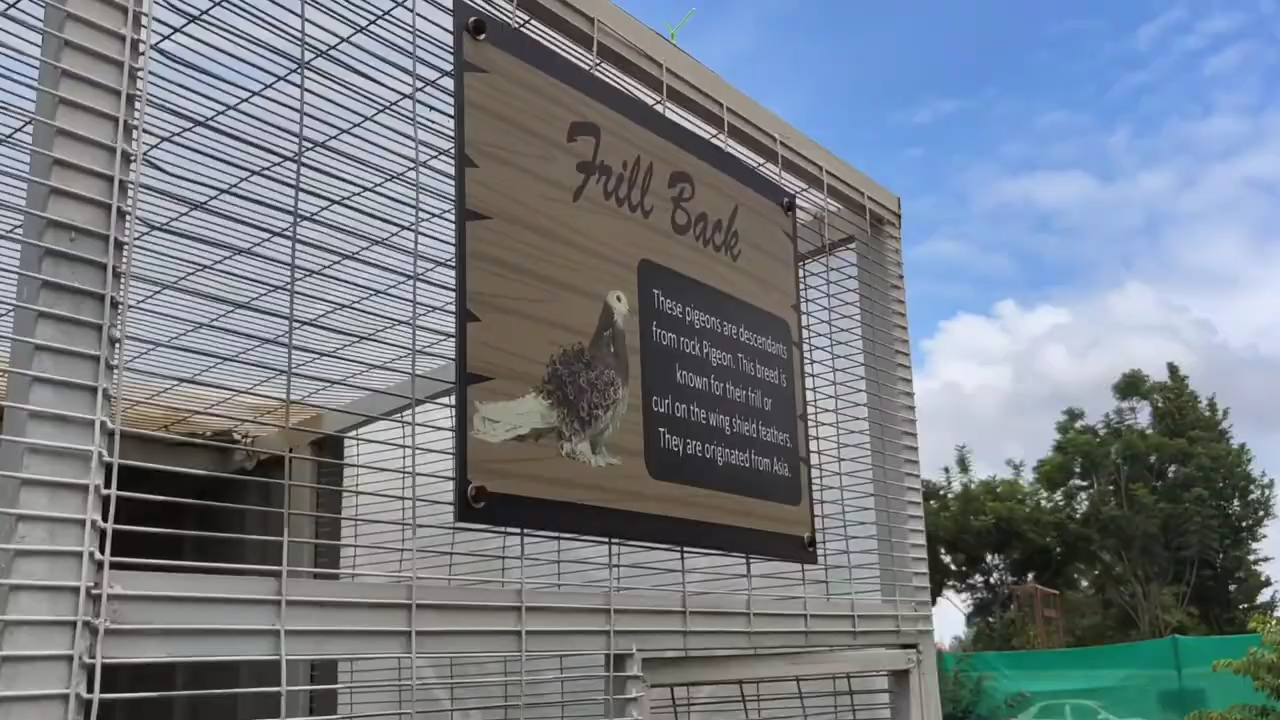 Frill Back
These pigeons are descendants
from rock Pigeon. This breed is
known for their frill or
curl on the wing shield feathers.
They are originated from Asia.